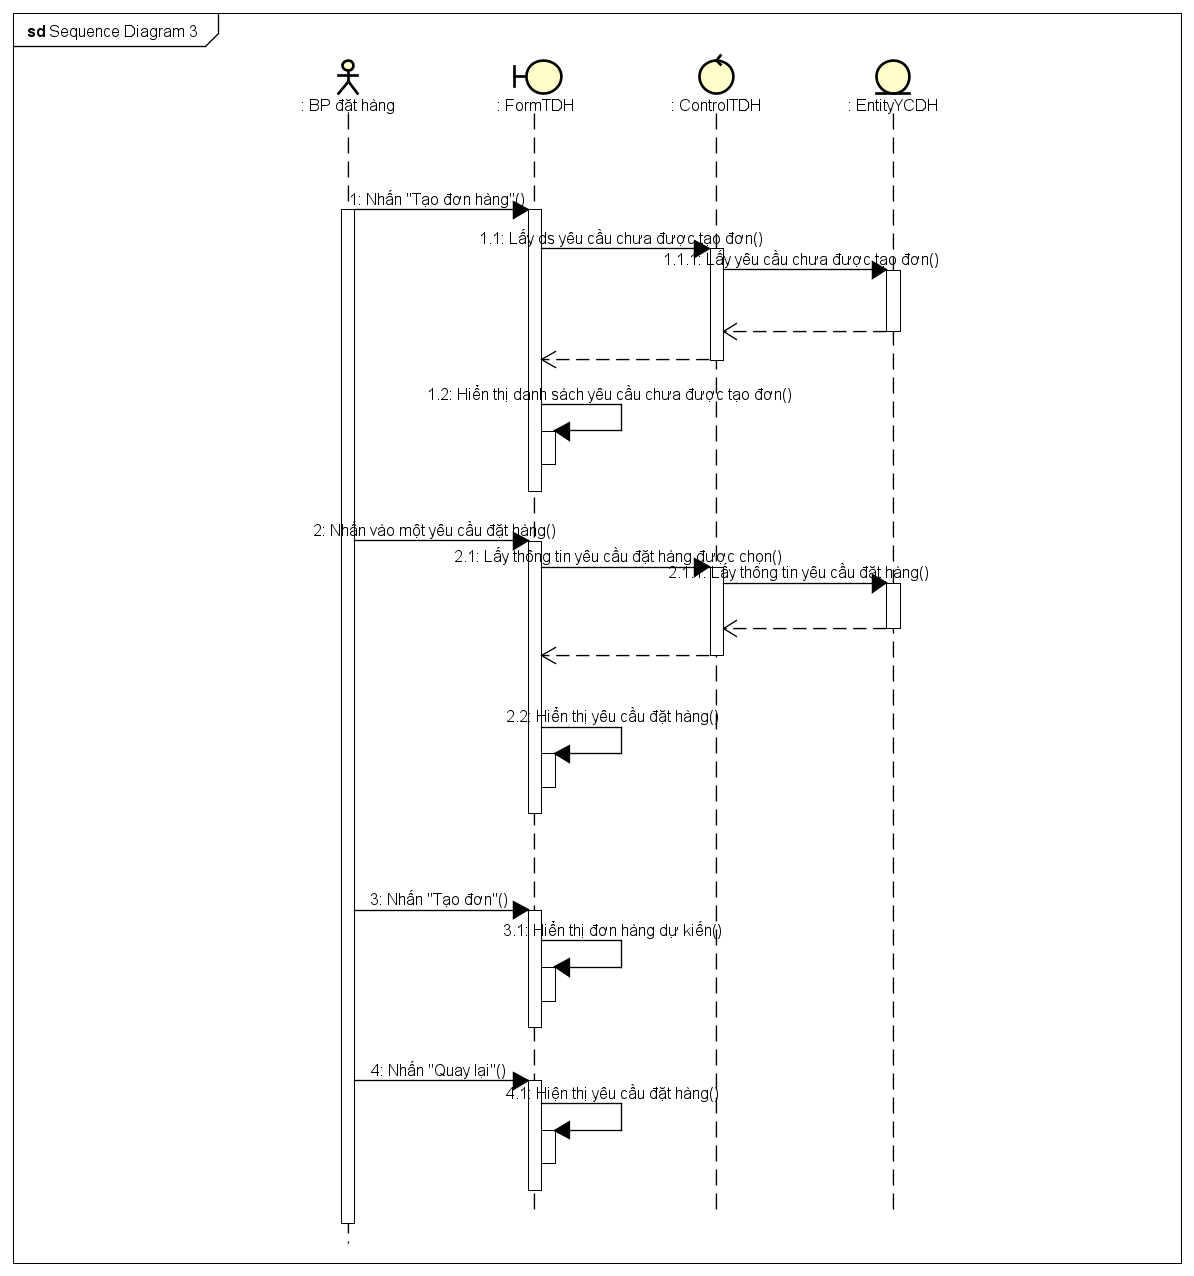 sd Sequence Diagram 3
: BP đặt hàng
: FormTDH
: ControlTDH
: EntityYCDH
1: Nhấn "Tạo đơn hàng"()
1.1: Lấy ds yêu cầu chưa được tạo đơn()
1.1.1: Lấy yêu cầu chưa được tạo đơn()
1.2: Hiển thị danh sách yêu cầu chưa được tạo đơn()
2: Nhấn vào một yêu cầu đặt hàng()
2.1: Lấy thông tin yêu cầu đặt hàng được chọn()
2.1.1: Lấy thông tin yêu cầu đặt hàng()
2.2: Hiển thị yêu cầu đặt hàng()
3: Nhấn "Tạo đơn"()
3.1: Hiển thị đơn hàng dự kiến()
4: Nhấn "Quay lại"()
4.1: Hiện thị yêu cầu đặt hàng()